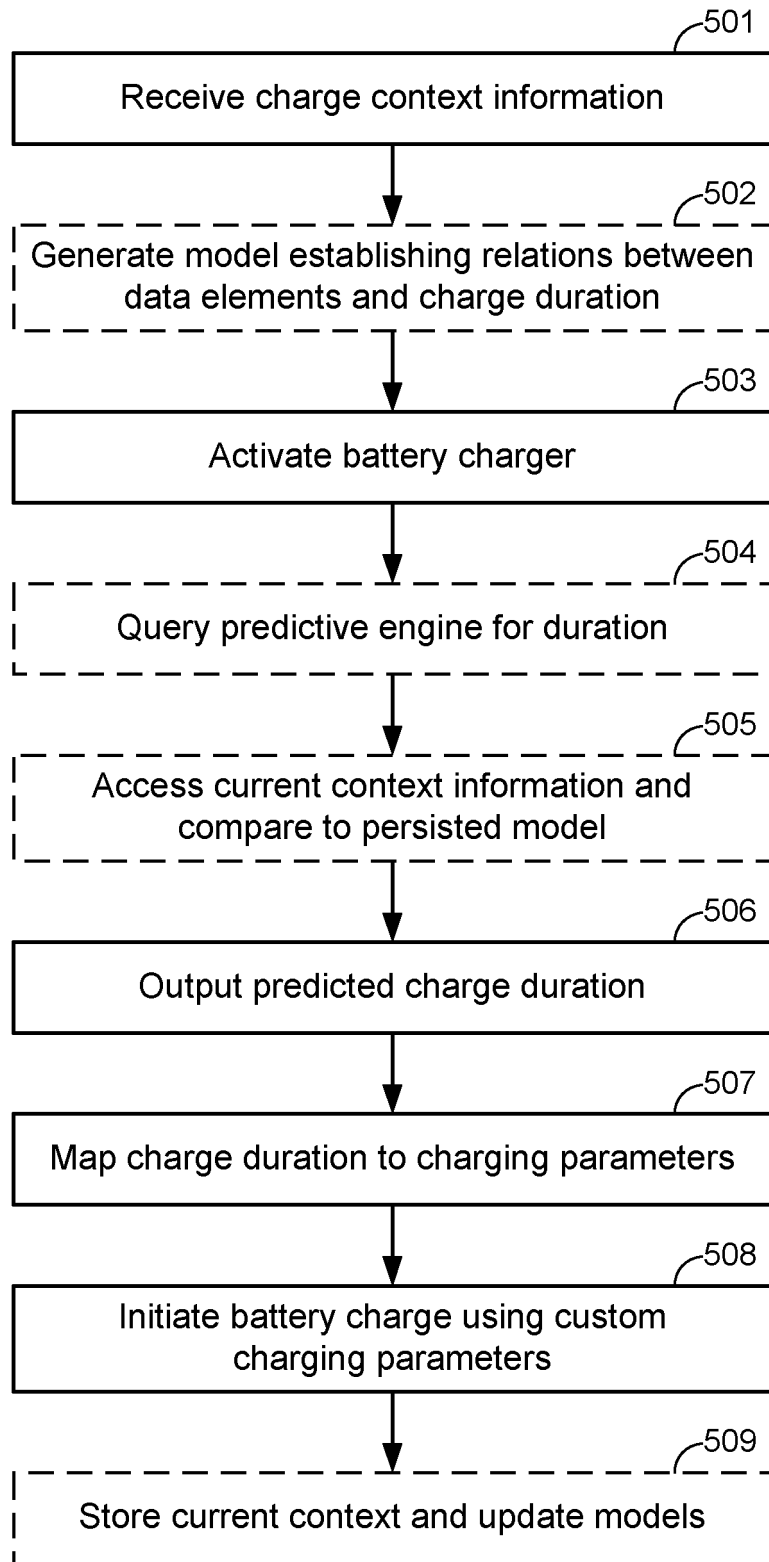 501
Receive charge context information
502
Generate model establishing relations between
data elements and charge duration
503
Activate battery charger
504
Query predictive engine for duration
505
Access current context information and
compare to persisted model
506
Output predicted charge duration
507
Map charge duration to charging parameters
508
Initiate battery charge using custom
charging parameters
509
Store current context and update models